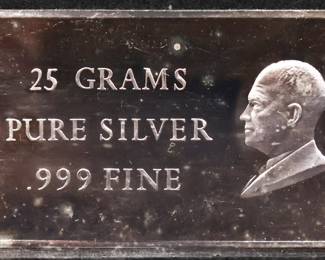 25 GRAMS
PURE SILVER
.999 FINE